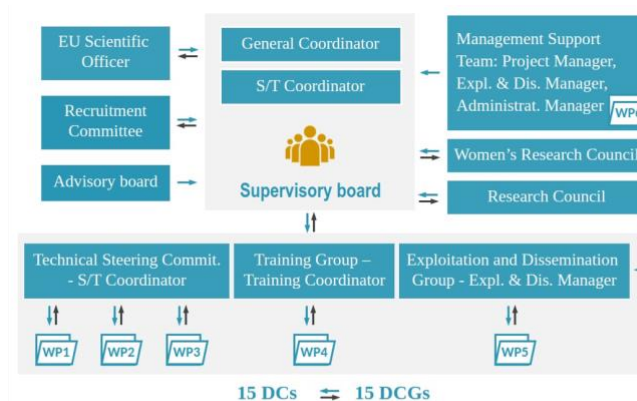 EU Scientific
Officer
Recruitment
Committee
Advisory board
General Coordinator
S/T Coordinator
Supervisory board
Management Support
Team: Project Manager,
Expl. & Dis. Manager,
Administrat. Manager
Women's Research Council
Research Council
Technical Steering Commit.
- S/T Coordinator
Training Group –
Training Coordinator
Exploitation and Dissemination
Group - Expl. & Dis. Manager
WP1
WP2
WP3
WP4
WP5
15 DCs
15 DCGs